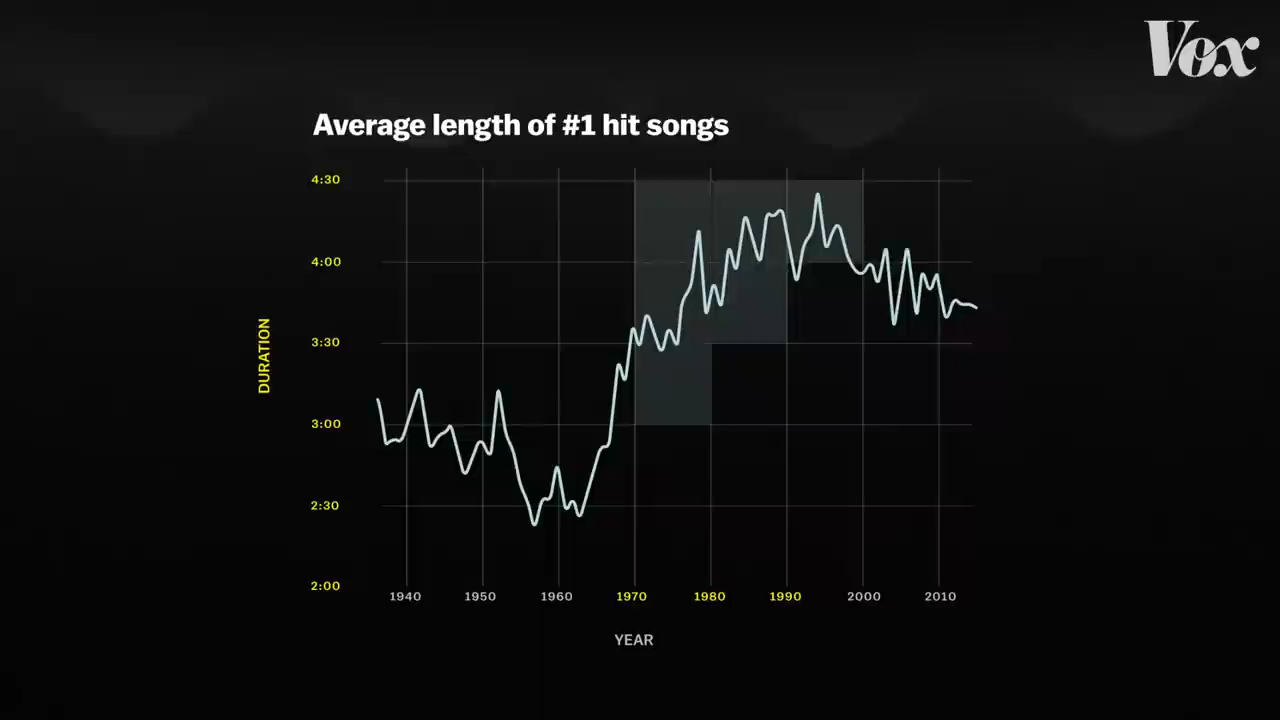 Vox
Average length of #1 hit songs
4:30
4:00
3:30
3:00
2:30
2:00
DURATION
1940 1950 1960 1970 1980 1990 2000 2010
YEAR